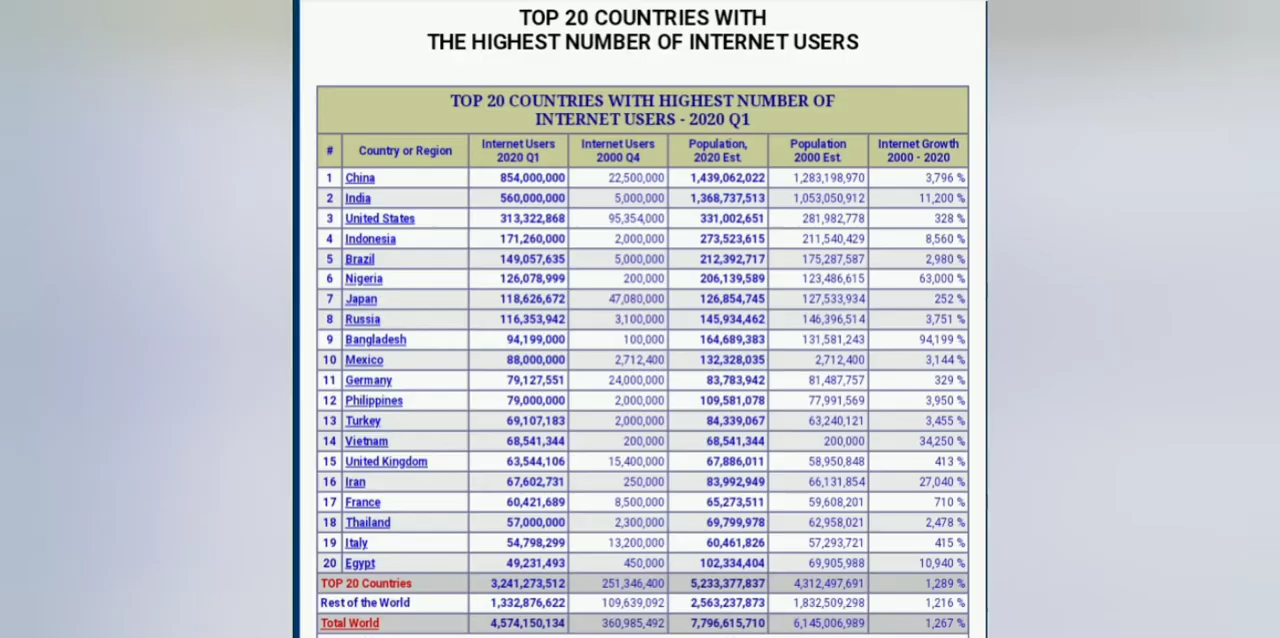 TOP 20 COUNTRIES WITH
THE HIGHEST NUMBER OF INTERNET USERS
TOP 20 COUNTRIES WITH HIGHEST NUMBER OF
INTERNET USERS - 2020 Q1
# Country or Region Internet Users 2020 Q1 Internet Users 2000 Q4 Population, 2020 Est. Population 2000 Est. Internet Growth 2000 - 2020
1 China 854,000,000 22,500,000 1,439,062,022 1,283,198,970 3,796 %
2 India 560,000,000 5,000,000 1,368,737,513 1,053,050,912 11,200 %
3 United States 313,322,868 95,354,000 331,002,651 281,982,778 328 %
4 Indonesia 171,260,000 2,000,000 273,523,615 211,540,429 8,560 %
5 Brazil 149,057,635 5,000,000 212,392,717 175,287,587 2,980 %
6 Nigeria 126,078,999 200,000 206,139,589 123,486,615 63,000 %
7 Japan 118,626,672 47,080,000 126,854,745 127,533,934 252 %
8 Russia 116,353,942 3,100,000 145,934,462 146,396,514 3,751 %
9 Bangladesh 94,199,000 100,000 164,689,383 131,581,243 94,199 %
10 Mexico 88,000,000 2,712,400 132,328,035 2,712,400 3,144 %
11 Germany 79,127,551 24,000,000 83,783,942 81,487,757 329 %
12 Philippines 79,000,000 2,000,000 109,581,078 77,991,569 3,950 %
13 Turkey 69,107,183 2,000,000 84,339,067 63,240,121 3,455 %
14 Vietnam 68,541,344 200,000 68,541,344 200,000 34,250 %
15 United Kingdom 63,544,106 15,400,000 67,886,011 58,950,848 413 %
16 Iran 67,602,731 250,000 83,992,949 66,131,854 27,040 %
17 France 60,421,689 8,500,000 65,273,511 59,608,201 710 %
18 Thailand 57,000,000 2,300,000 69,799,978 62,958,021 2,478 %
19 Italy 54,798,299 13,200,000 60,461,826 57,293,721 415 %
20 Egypt 49,231,493 450,000 102,334,404 69,905,988 10,940 %
TOP 20 Countries 3,241,273,512 251,346,400 5,233,377,837 4,312,497,691 1,289 %
Rest of the World 1,332,876,622 109,639,092 2,563,237,873 1,832,509,298 1,216 %
Total World 4,574,150,134 360,985,492 7,796,615,710 6,145,006,989 1,267 %